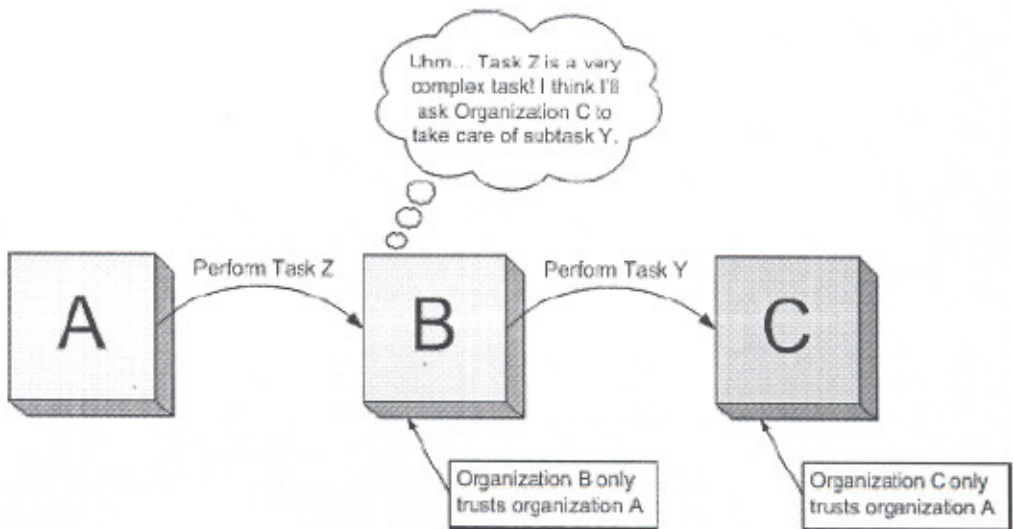 Uhm... Task Z is a very
complex task! I think I'll
ask Organization C to
take care of subtask Y.
Perform Task Z
Perform Task Y
A
B
C
Organization B only
trusts organization A
Organization C only
trusts organization A